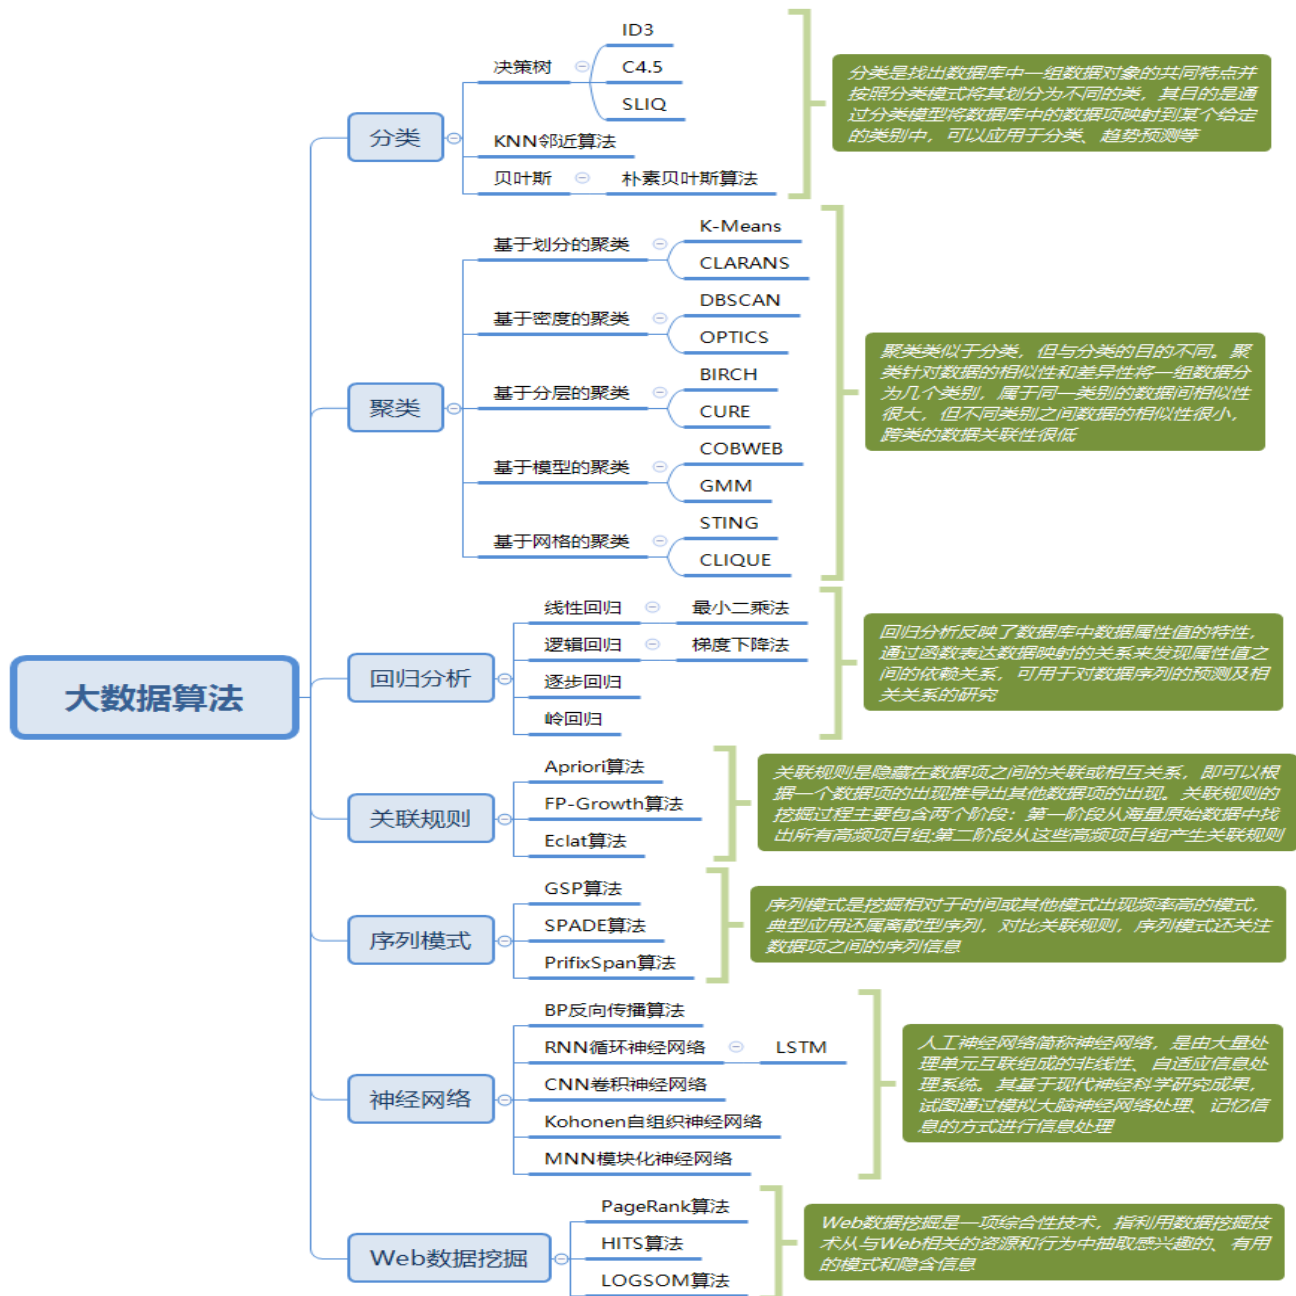 大数据算法
分类
决策树
ID3
C4.5
SLIQ
KNN邻近算法
贝叶斯
朴素贝叶斯算法
分类是找出数据库中一组数据对象的共同特点并
按照分类模式将其划分为不同的类，其目的是通
过分类模型将数据库中的数据项映射到某个给定
的类别中，可以应用于分类、趋势预测等
聚类
基于划分的聚类
K-Means
CLARANS
基于密度的聚类
DBSCAN
OPTICS
基于分层的聚类
BIRCH
CURE
基于模型的聚类
COBWEB
GMM
基于网格的聚类
STING
CLIQUE
聚类类似于分类，但与分类的目的不同。聚
类针对数据的相似性和差异性将一组数据分
为几个类别，属于同一类别的数据间相似性
很大，但不同类别之间数据的相似性很小，
跨类的数据关联性很低
回归分析
线性回归
最小二乘法
逻辑回归
梯度下降法
逐步回归
岭回归
回归分析反映了数据库中数据属性值的特性，
通过函数表达数据映射的关系来发现属性值之
间的依赖关系，可用于对数据序列的预测及相
关关系的研究
关联规则
Apriori算法
FP-Growth算法
Eclat算法
关联规则是隐藏在数据项之间的关联或相互关系，即可以根
据一个数据项的出现推导出其他数据项的出现。关联规则的
挖掘过程主要包含两个阶段：第一阶段从海量原始数据中找
出所有高频项目组;第二阶段从这些高频项目组产生关联规则
序列模式
GSP算法
SPADE算法
PrifixSpan算法
序列模式是挖掘相对于时间或其他模式出现频率高的模式，
典型应用还属离散型序列，对比关联规则，序列模式还关注
数据项之间的序列信息
神经网络
BP反向传播算法
RNN循环神经网络
LSTM
CNN卷积神经网络
Kohonen自组织神经网络
MNN模块化神经网络
人工神经网络简称神经网络，是由大量处
理单元互联组成的非线性、自适应信息处
理系统。其基于现代神经科学研究成果，
试图通过模拟大脑神经网络处理、记忆信
息的方式进行信息处理
Web数据挖掘
PageRank算法
HITS算法
LOGSOM算法
Web数据挖掘是一项综合性技术，指利用数据挖掘技
术从与Web相关的资源和行为中抽取感兴趣的、有用
的模式和隐含信息